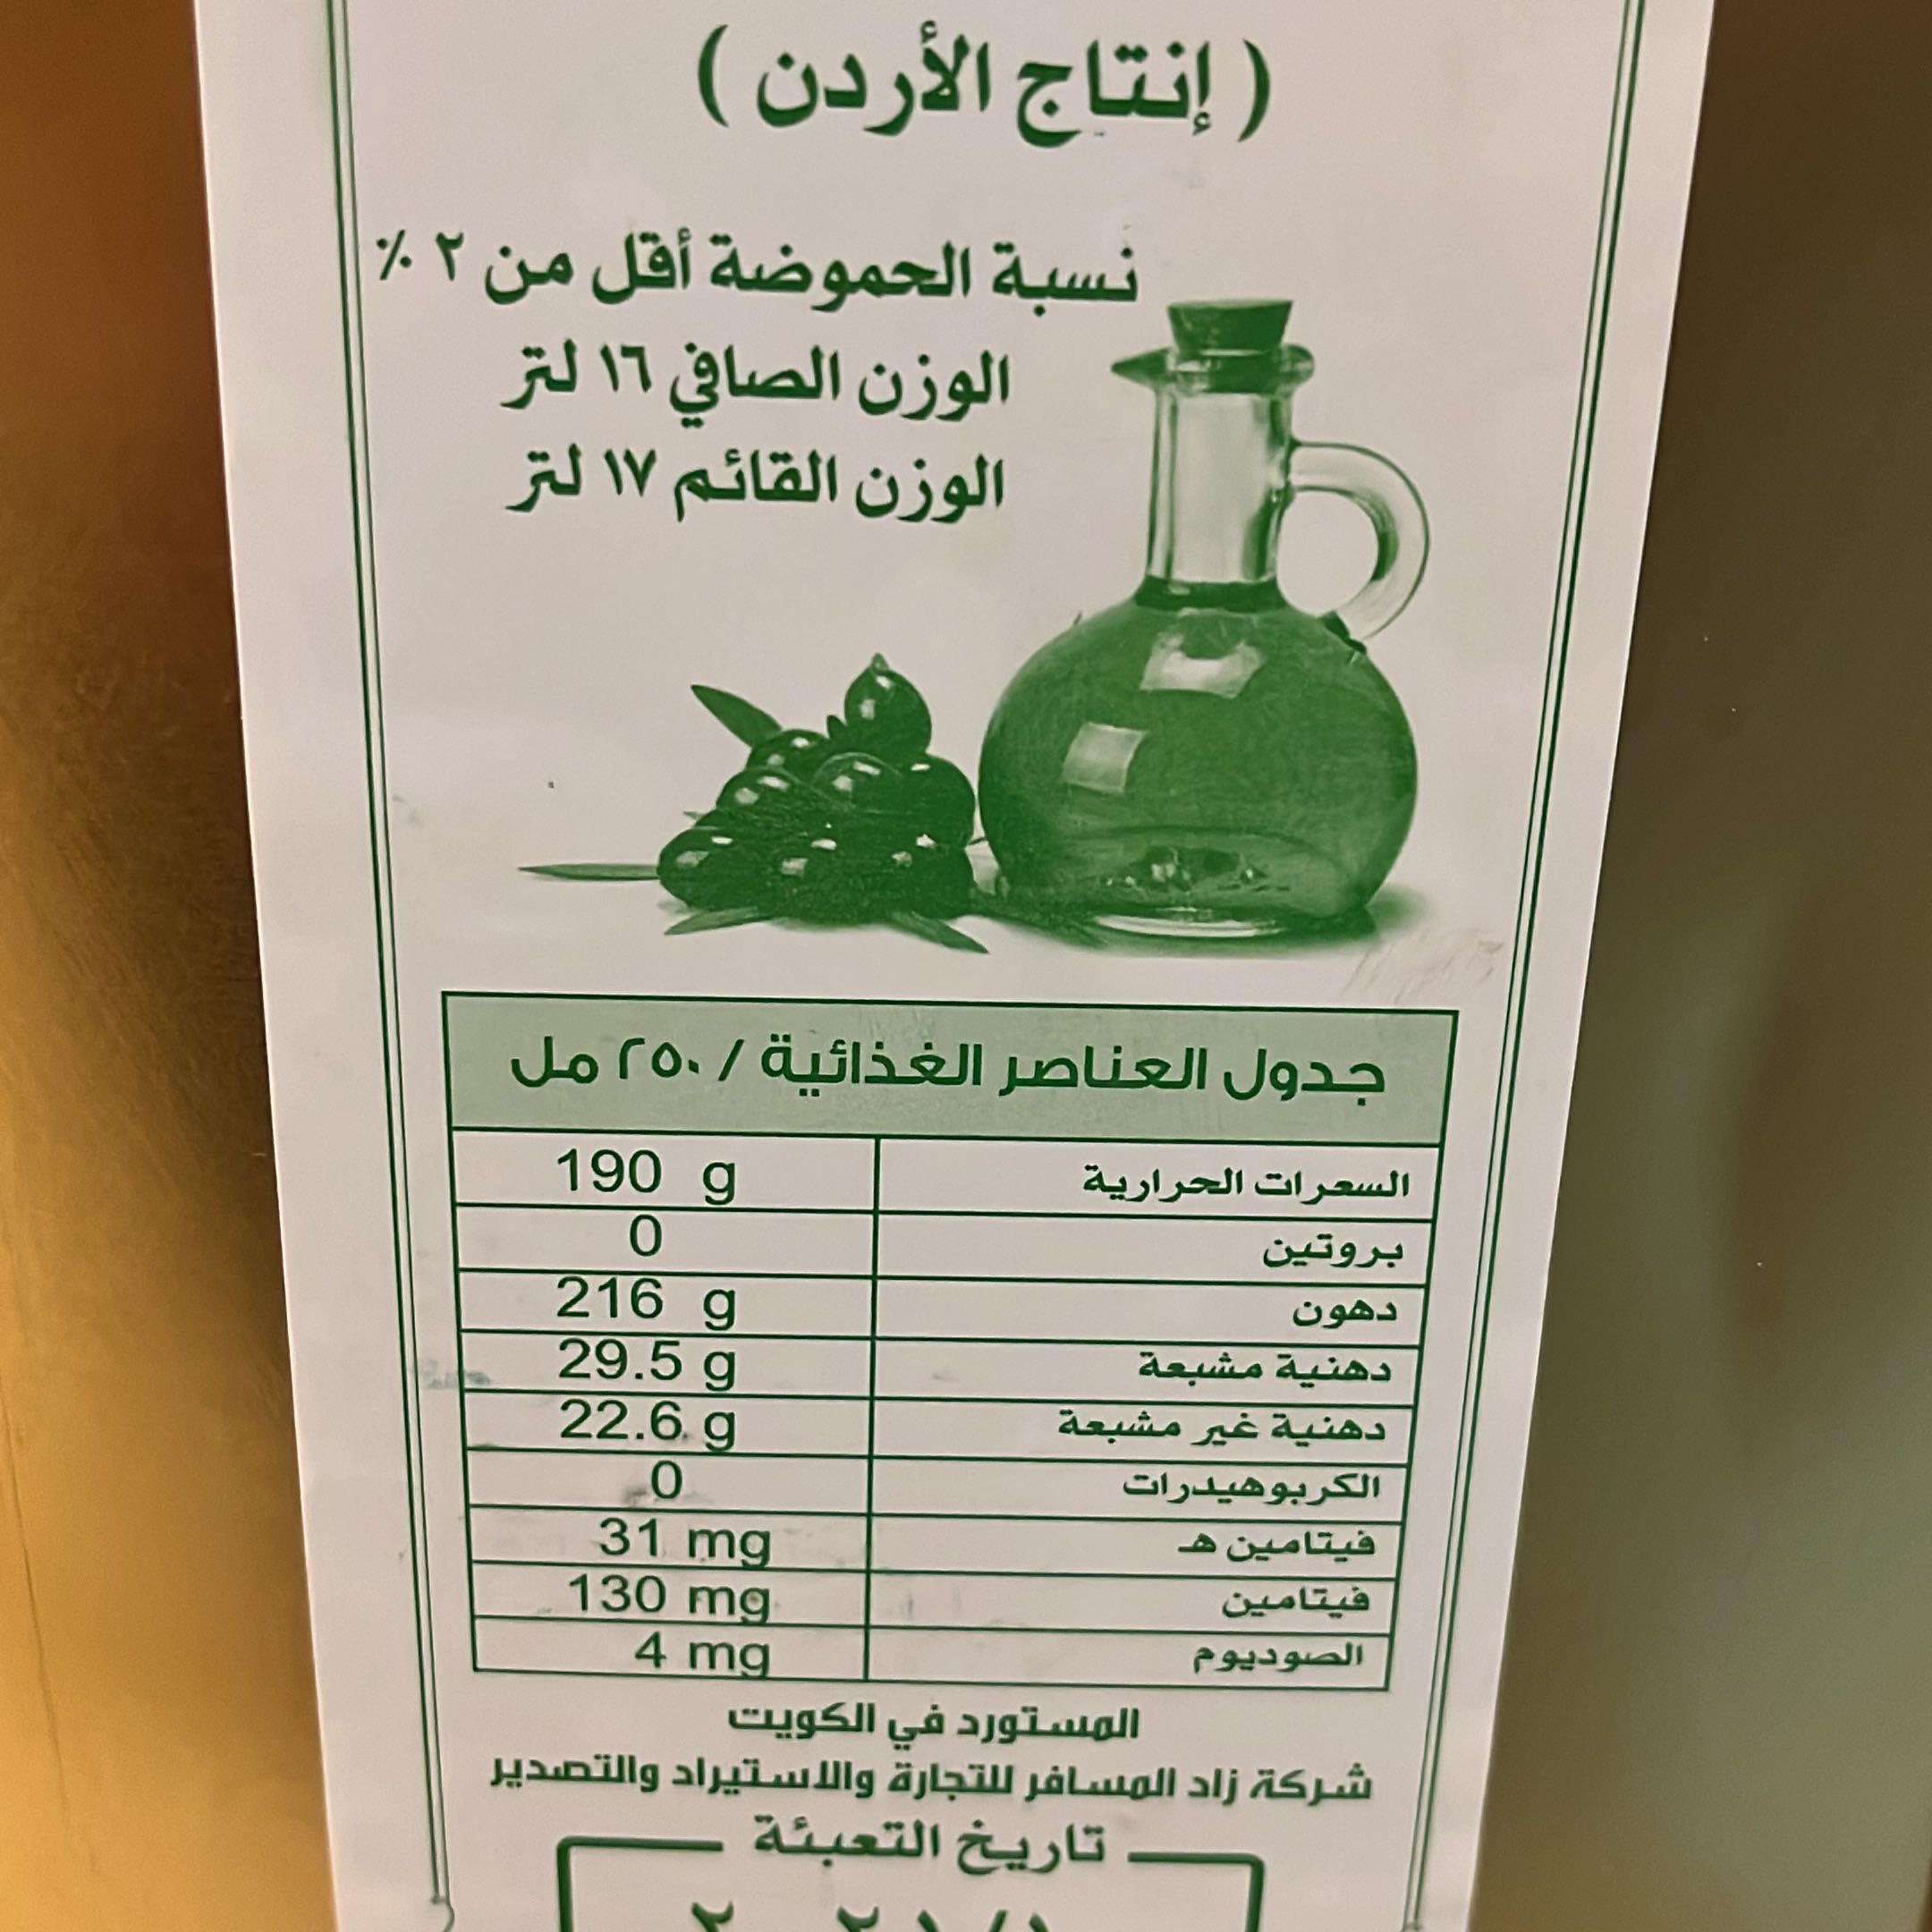 ( إنتاج الأردن )
نسبة الحموضة أقل من ٢ ٪
الوزن الصافي ١٦ لتر
الوزن القائم ١٧ لتر
جدول العناصر الغذائية / ٢٥٠ مل
السعرات الحرارية 190 g
بروتين 0
دهون 216 g
دهنية مشبعة 29.5 g
دهنية غير مشبعة 22.6 g
الكربوهيدرات 0
فيتامين هـ 31 mg
فيتامين 130 mg
الصوديوم 4 mg
المستورد في الكويت
شركة زاد المسافر للتجارة والاستيراد والتصدير
تاريخ التعبئة